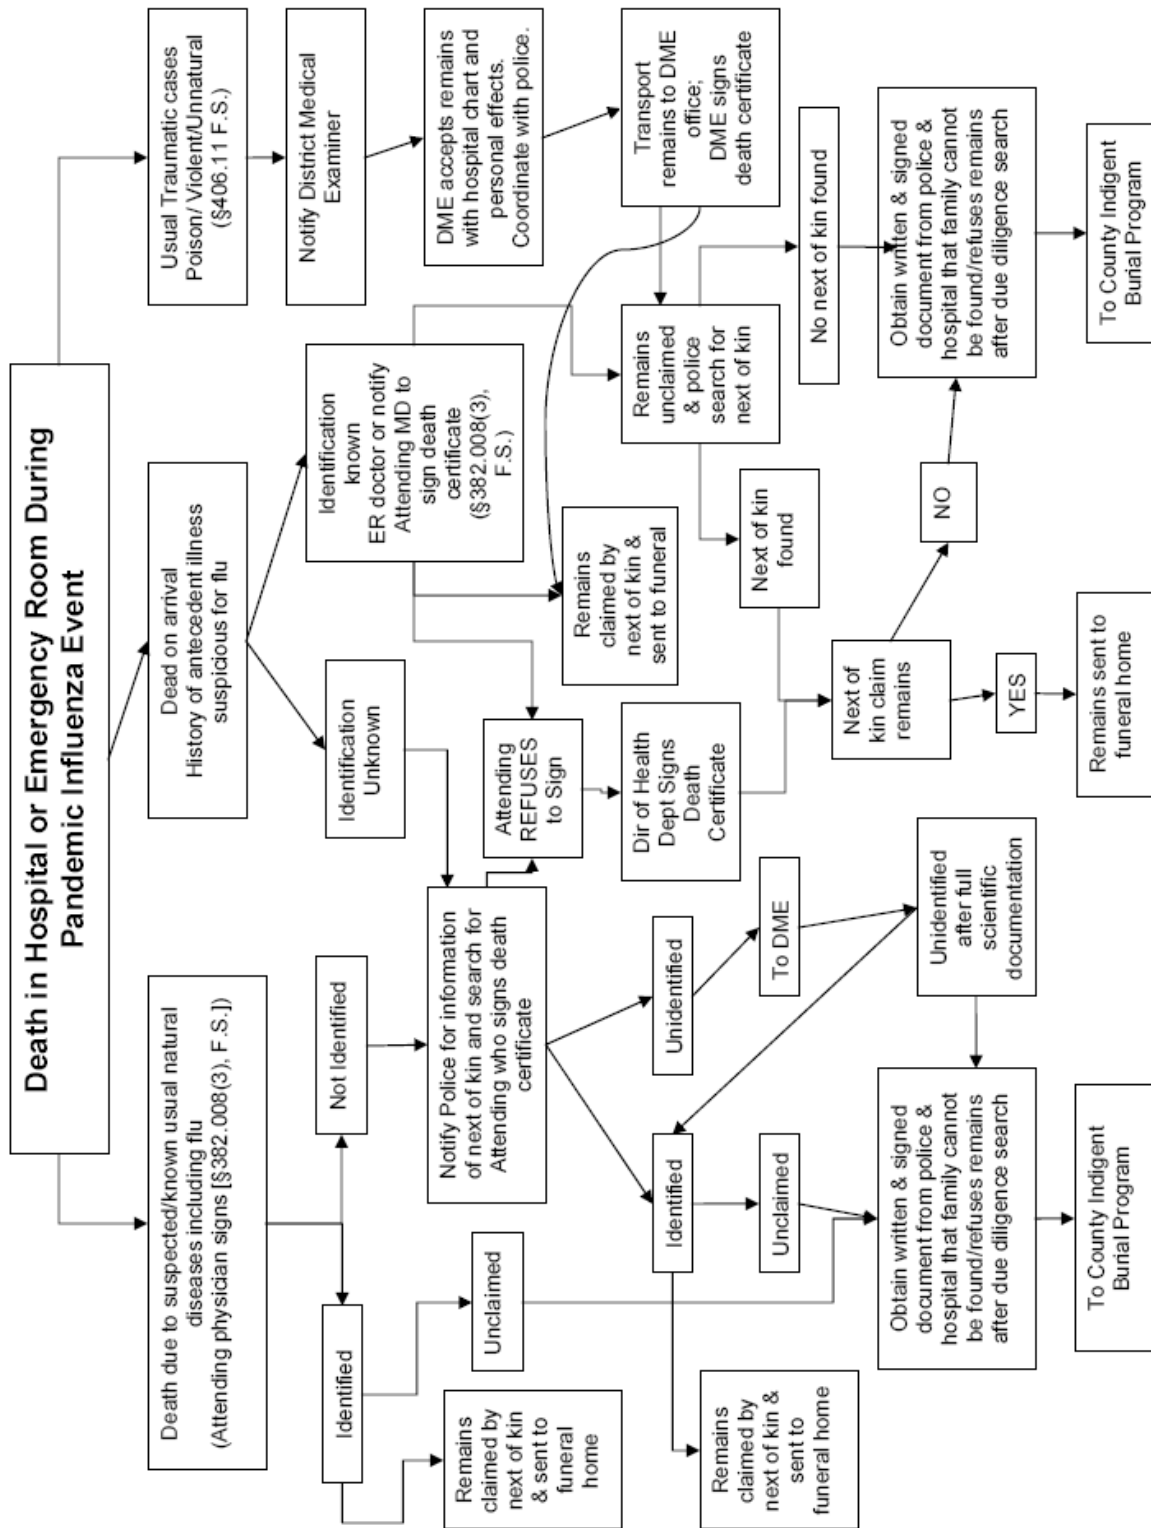 Death in Hospital or Emergency Room During
Pandemic Influenza Event
Death due to suspected/known usual natural
diseases including flu
(Attending physician signs [§382.008(3), F.S.])
Dead on arrival
History of antecedent illness
suspicious for flu
Usual Traumatic cases
Poison/ Violent/Unnatural
(§406.11 F.S.)
Identified
Not Identified
Identification
Unknown
Identification
known
ER doctor or notify
Attending MD to
sign death
certificate
(§382.008(3),
F.S.)
Notify District Medical
Examiner
Remains
claimed by
next of kin
& sent to
funeral
home
Unclaimed
Notify Police for information
of next of kin and search for
Attending who signs death
certificate
Attending
REFUSES
to Sign
Remains
claimed by
next of kin &
sent to funeral
DME accepts remains
with hospital chart and
personal effects.
Coordinate with police.
Identified
Unidentified
Dir of Health
Dept Signs
Death
Certificate
Remains
unclaimed
& police
search for
next of kin
Transport
remains to DME
office;
DME signs
death certificate
Remains
claimed by
next of kin &
sent to
funeral home
Unclaimed
To DME
Next of kin
found
No next of kin found
Next of
kin claim
remains
NO
YES
Obtain written & signed
document from police &
hospital that family cannot
be found/refuses remains
after due diligence search
Unidentified
after full
scientific
documentation
Obtain written & signed
document from police &
hospital that family cannot
be found/refuses remains
after due diligence search
To County Indigent
Burial Program
Remains sent to
funeral home
To County Indigent
Burial Program